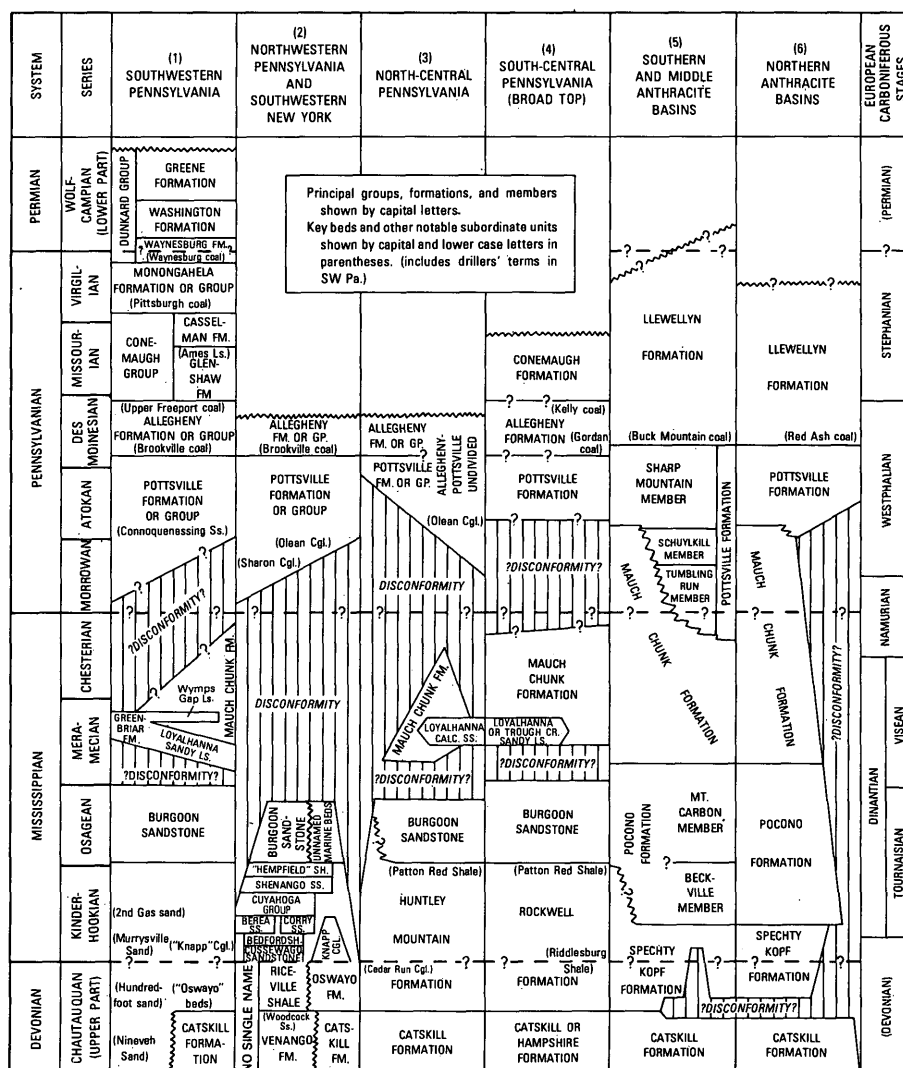 SYSTEM
SERIES
(1)
SOUTHWESTERN
PENNSYLVANIA
(2)
NORTHWESTERN
PENNSYLVANIA
AND
SOUTHWESTERN
NEW YORK
(3)
NORTH-CENTRAL
PENNSYLVANIA
(4)
SOUTH-CENTRAL
PENNSYLVANIA
(BROAD TOP)
(5)
SOUTHERN
AND MIDDLE
ANTHRACITE
BASINS
(6)
NORTHERN
ANTHRACITE
BASINS
EUROPEAN
CARBONIFEROUS
STAGES
PERMIAN
PENNSYLVANIAN
MISSISSIPPIAN
DEVONIAN
WOLF-
CAMPIAN
(LOWER PART)
VIRGIL-
IAN
MISSOUR-
IAN
DES
MOINESIAN
ATOKAN
MORROWAN
CHESTERIAN
MERA-
MEDIAN
OSAGEAN
KINDER-
HOOKIAN
CHAUTAUQUAN
(UPPER PART)
DUNKARD GROUP
GREENE
FORMATION
WASHINGTON
FORMATION
WAYNESBURG FM.
? (Waynesburg coal) ?
MONONGAHELA
FORMATION OR GROUP
(Pittsburgh coal)
CONE-
MAUGH
GROUP
CASSEL-
MAN FM.
(Ames Ls.)
GLEN-
SHAW
FM
(Upper Freeport coal)
ALLEGHENY
FORMATION OR GROUP
(Brookville coal)
POTTSVILLE
FORMATION
OR GROUP
(Connoquenessing Ss.)
?
?
?DISCONFORMITY?
?
?
MAUCH CHUNK FM.
Wymps
Gap Ls.
GREEN-
BRIAR
FM.
LOYALHANNA
SANDY LS.
?DISCONFORMITY?
BURGOON
SANDSTONE
(2nd Gas sand)
(Murrysville
Sand)
("Knapp" Cgl.)
(Hundred-
foot sand)
("Oswayo"
beds)
(Nineveh
Sand)
CATSKILL
FORMA-
TION
ALLEGHENY
FM. OR GP.
(Brookville coal)
POTTSVILLE
FORMATION
OR GROUP
(Olean Cgl.)
(Sharon Cgl.)
? ?
DISCONFORMITY
BURGOON
SAND-
STONE
UNNAMED
MARINE BEDS
"HEMPFIELD" SH.
SHENANGO SS.
CUYAHOGA
GROUP
BEREA
SS.
CORRY
SS.
BEDFORDSH-
CUSSEWAGO
SANDSTONE
KNAPP
CGL.
? ?
NO SINGLE NAME
RICE-
VILLE
SHALE
OSWAYO
FM.
(Woodcock
Ss.)
VENANGO
FM.
CATS-
KILL
FM.
Principal groups, formations, and members
shown by capital letters.
Key beds and other notable subordinate units
shown by capital and lower case letters in
parentheses. (includes drillers' terms in
SW Pa.)
ALLEGHENY
FM. OR GP.
?
POTTSVILLE
FM. OR GP.
ALLEGHENY-
POTTSVILLE
UNDIVIDED
(Olean Cgl.)
DISCONFORMITY
? ?
MAUCH CHUNK FM.
LOYALHANNA
CALC. SS.
?DISCONFORMITY?
BURGOON
SANDSTONE
(Patton Red Shale)
HUNTLEY
MOUNTAIN
? ?
(Cedar Run Cgl.)
FORMATION
CATSKILL
FORMATION
CONEMAUGH
FORMATION
? ?
(Kelly coal)
ALLEGHENY
FORMATION
(Gordan
coal)
? ?
POTTSVILLE
FORMATION
? ?
?DISCONFORMITY?
? ?
MAUCH
CHUNK
FORMATION
LOYALHANNA
OR TROUGH CR.
SANDY LS.
?DISCONFORMITY?
BURGOON
SANDSTONE
(Patton Red Shale)
ROCKWELL
(Riddlesburg
Shale)
? ?
FORMATION
CATSKILL OR
HAMPSHIRE
FORMATION
?
? ?
?
LLEWELLYN
FORMATION
(Buck Mountain coal)
SHARP
MOUNTAIN
MEMBER
SCHUYLKILL
MEMBER
TUMBLING
RUN
MEMBER
POTTSVILLE FORMATION
MAUCH
? ?
CHUNK
FORMATION
POCONO
FORMATION
MT.
CARBON
MEMBER
?
BECK-
VILLE
MEMBER
SPECHTY
? ?
KOPF
FORMATION
?DISCONFORMITY?
CATSKILL
FORMATION
?
? ?
LLEWELLYN
FORMATION
(Red Ash coal)
POTTSVILLE
FORMATION
MAUCH
? ?
CHUNK
FORMATION
?DISCONFORMITY?
POCONO
FORMATION
SPECHTY
KOPF
? ?
FORMATION
CATSKILL
FORMATION
(PERMIAN)
STEPHANIAN
WESTPHALIAN
NAMURIAN
DINANTIAN
VISEAN
TOURNAISIAN
(DEVONIAN)